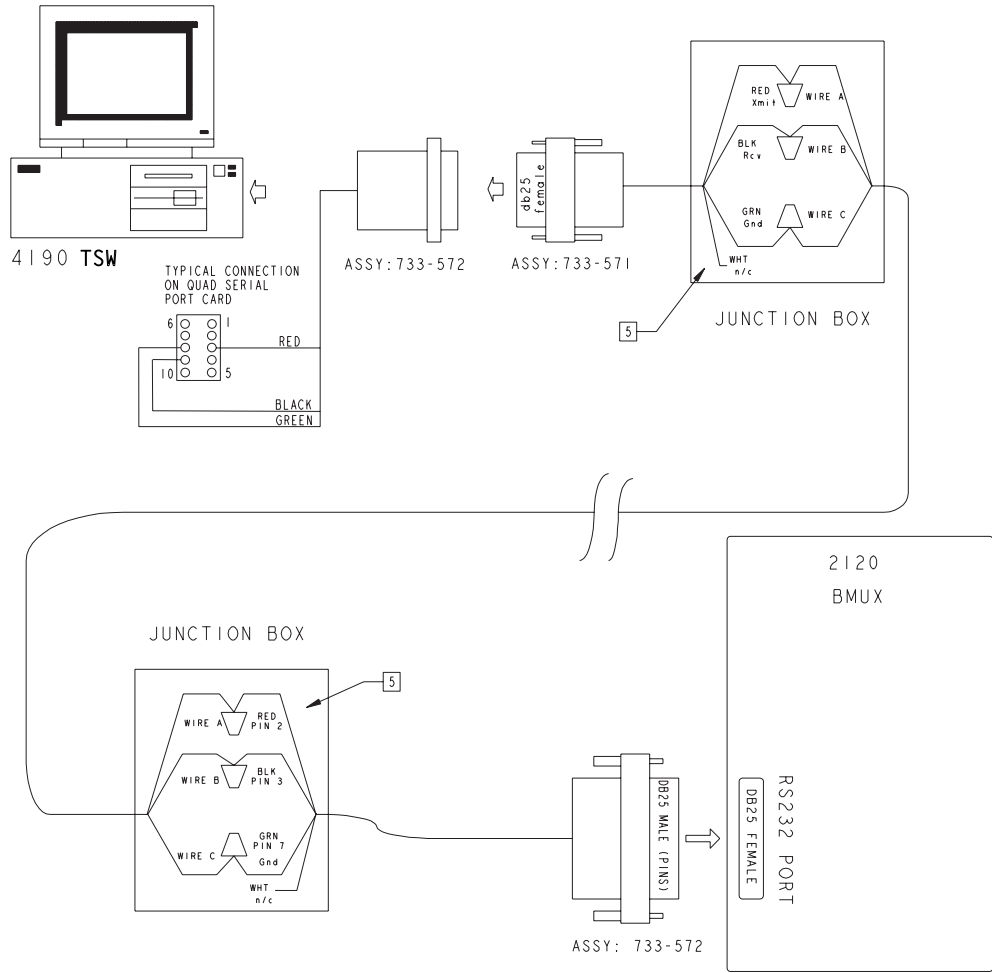 RED
Xmit
WIRE A
BLK
Rcv
WIRE B
GRN
Gnd
WIRE C
WHT
n/c
JUNCTION BOX
5
db25
female
ASSY:733-572
ASSY:733-571
4190 TSW
TYPICAL CONNECTION
ON QUAD SERIAL
PORT CARD
6
1
10
5
RED
BLACK
GREEN
2120
BMUX
JUNCTION BOX
5
WIRE A
RED
PIN 2
WIRE B
BLK
PIN 3
WIRE C
GRN
PIN 7
Gnd
WHT
n/c
DB25 MALE (PINS)
DB25 FEMALE
RS232 PORT
ASSY: 733-572